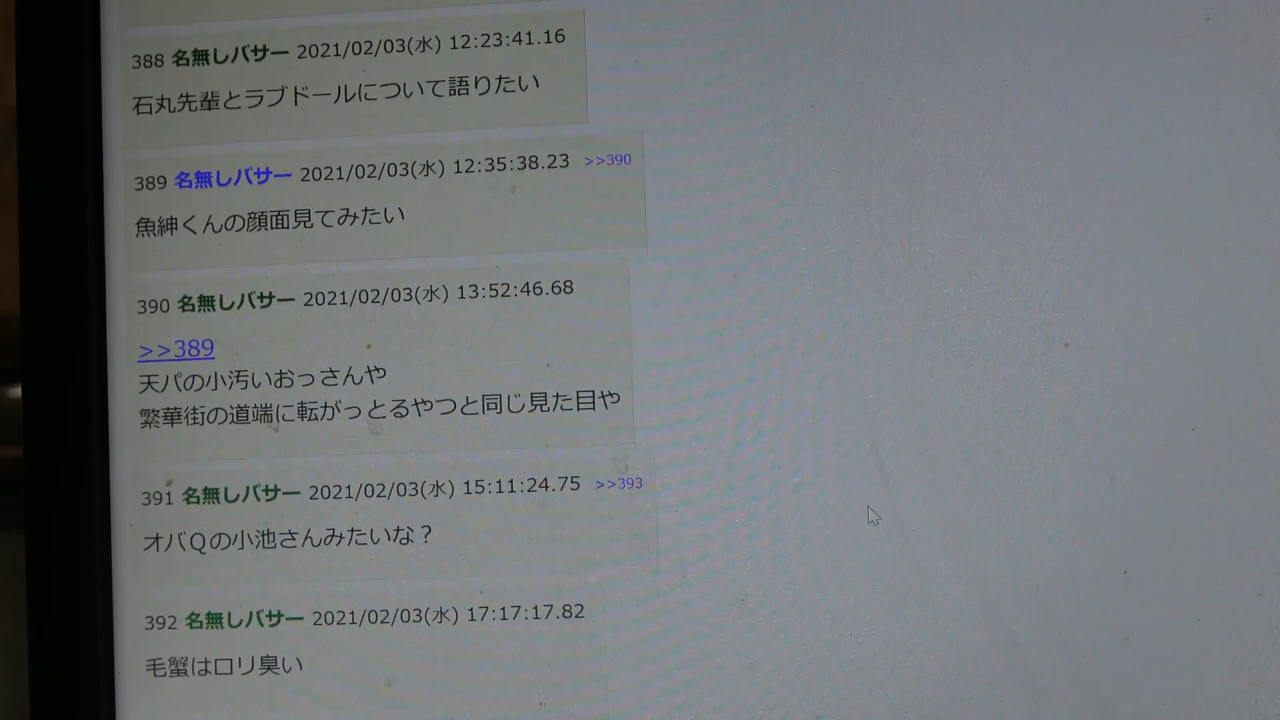 388 名無しバサー 2021/02/03(水) 12:23:41.16
石丸先輩とラブドールについて語りたい
389 名無しバサー 2021/02/03(水) 12:35:38.23 >>390
魚紳くんの顔面見てみたい
390 名無しバサー 2021/02/03(水) 13:52:46.68
>>389
天パの小汚いおっさんや
繁華街の道端に転がっとるやつと同じ見た目や
391 名無しバサー 2021/02/03(水) 15:11:24.75 >>393
オバQの小池さんみたいな？
392 名無しバサー 2021/02/03(水) 17:17:17.82
毛蟹はロリ臭い